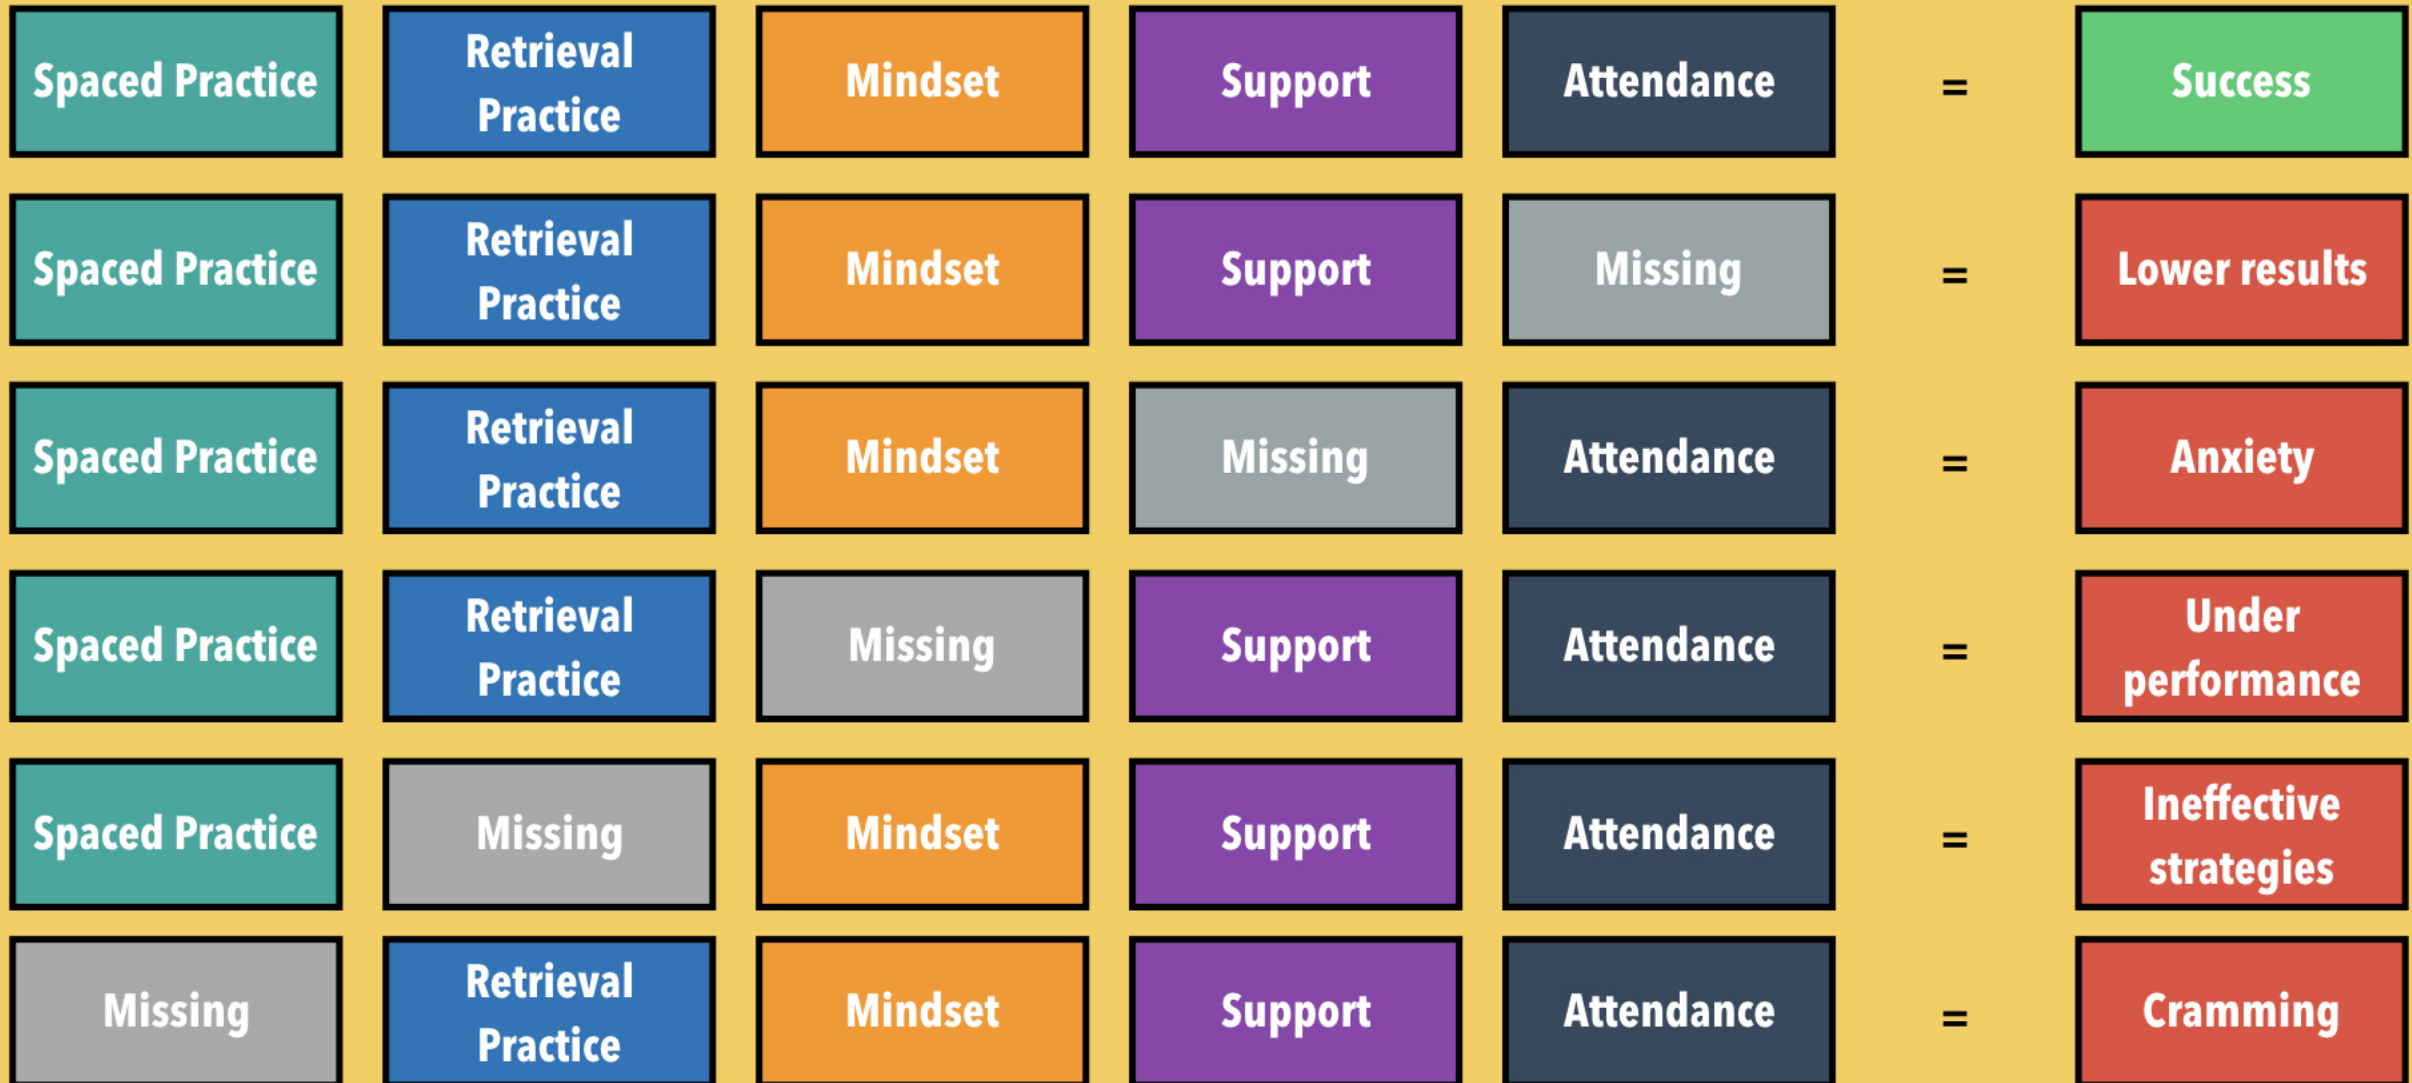 Spaced Practice Retrieval Practice Mindset Support Attendance = Success
Spaced Practice Retrieval Practice Mindset Support Missing = Lower results
Spaced Practice Retrieval Practice Mindset Missing Attendance = Anxiety
Spaced Practice Retrieval Practice Missing Support Attendance = Under performance
Spaced Practice Missing Mindset Support Attendance = Ineffective strategies
Missing Retrieval Practice Mindset Support Attendance = Cramming